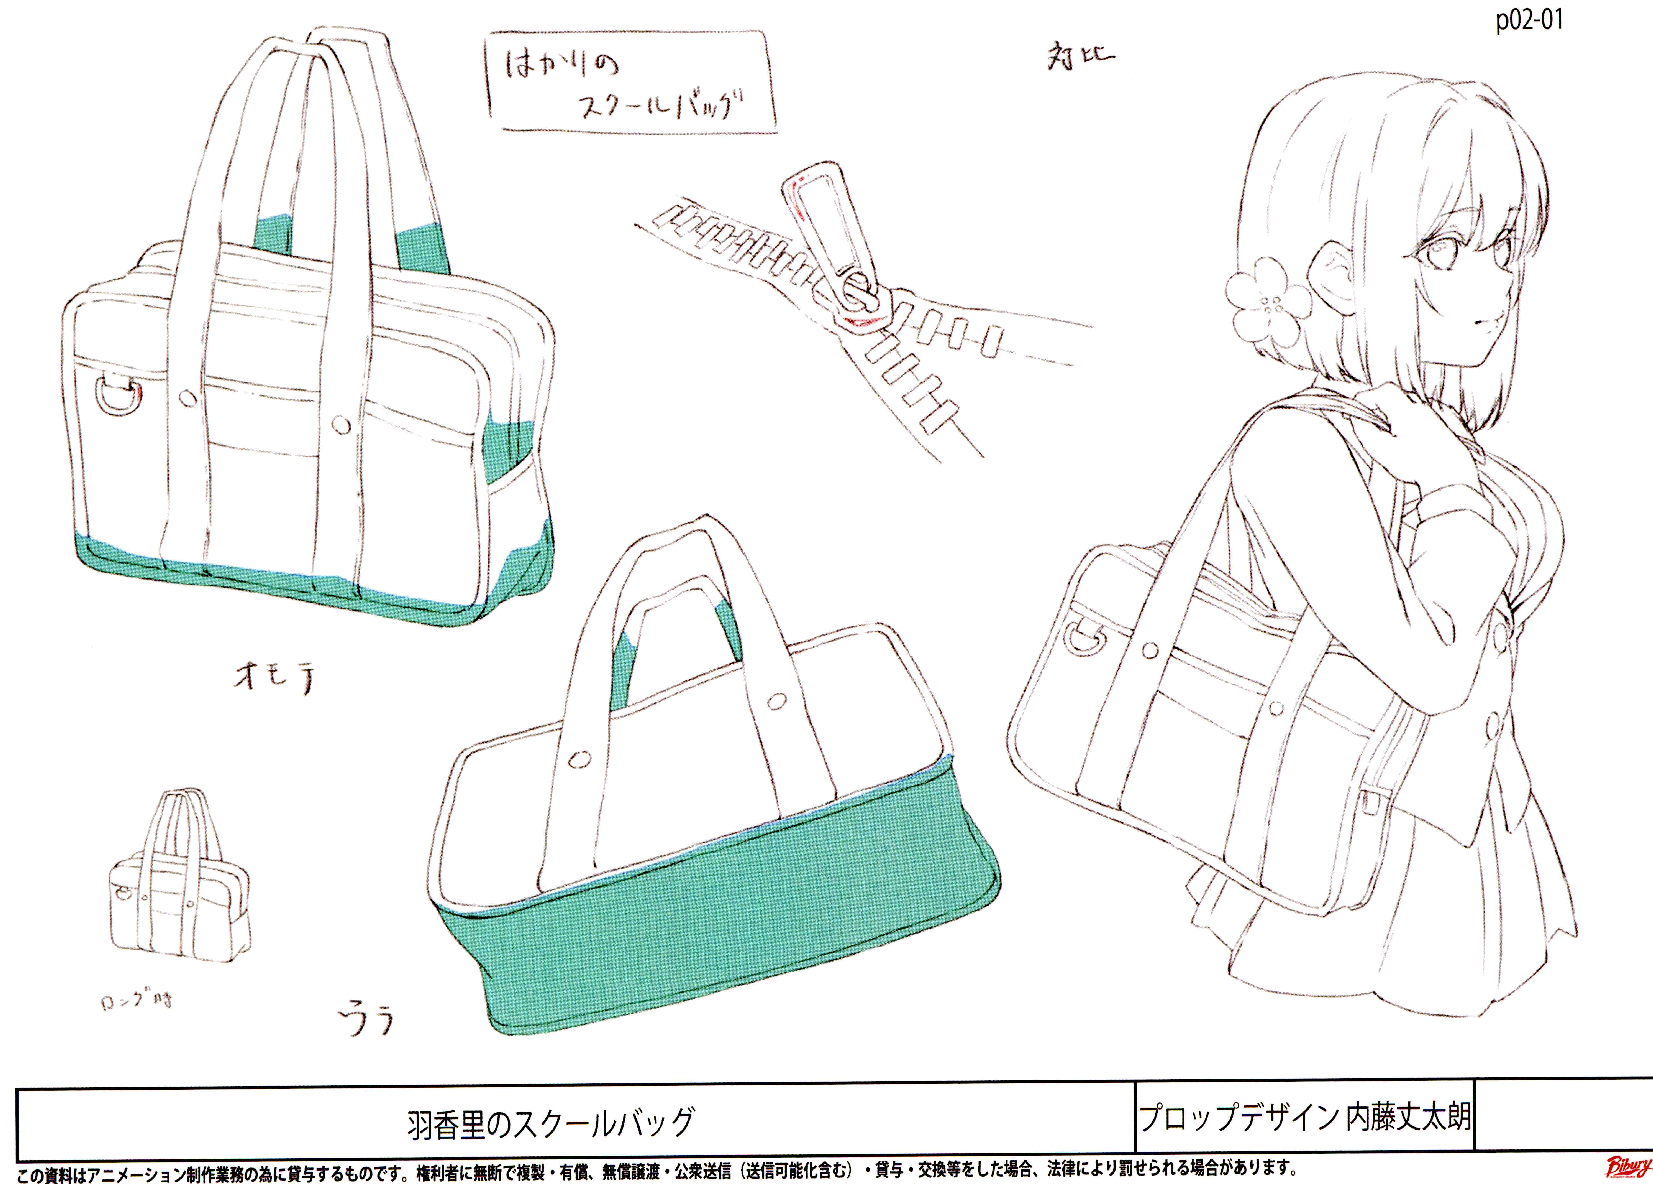 p02-01
はかりの
スクールバッグ
対比
オモテ
ロング時
ウラ
羽香里のスクールバッグ
プロップデザイン 内藤丈太朗
この資料はアニメーション制作業務の為に貸与するものです。権利者に無断で複製・有償、無償譲渡・公衆送信（送信可能化含む）・貸与・交換等をした場合、法律により罰せられる場合があります。
Bibury